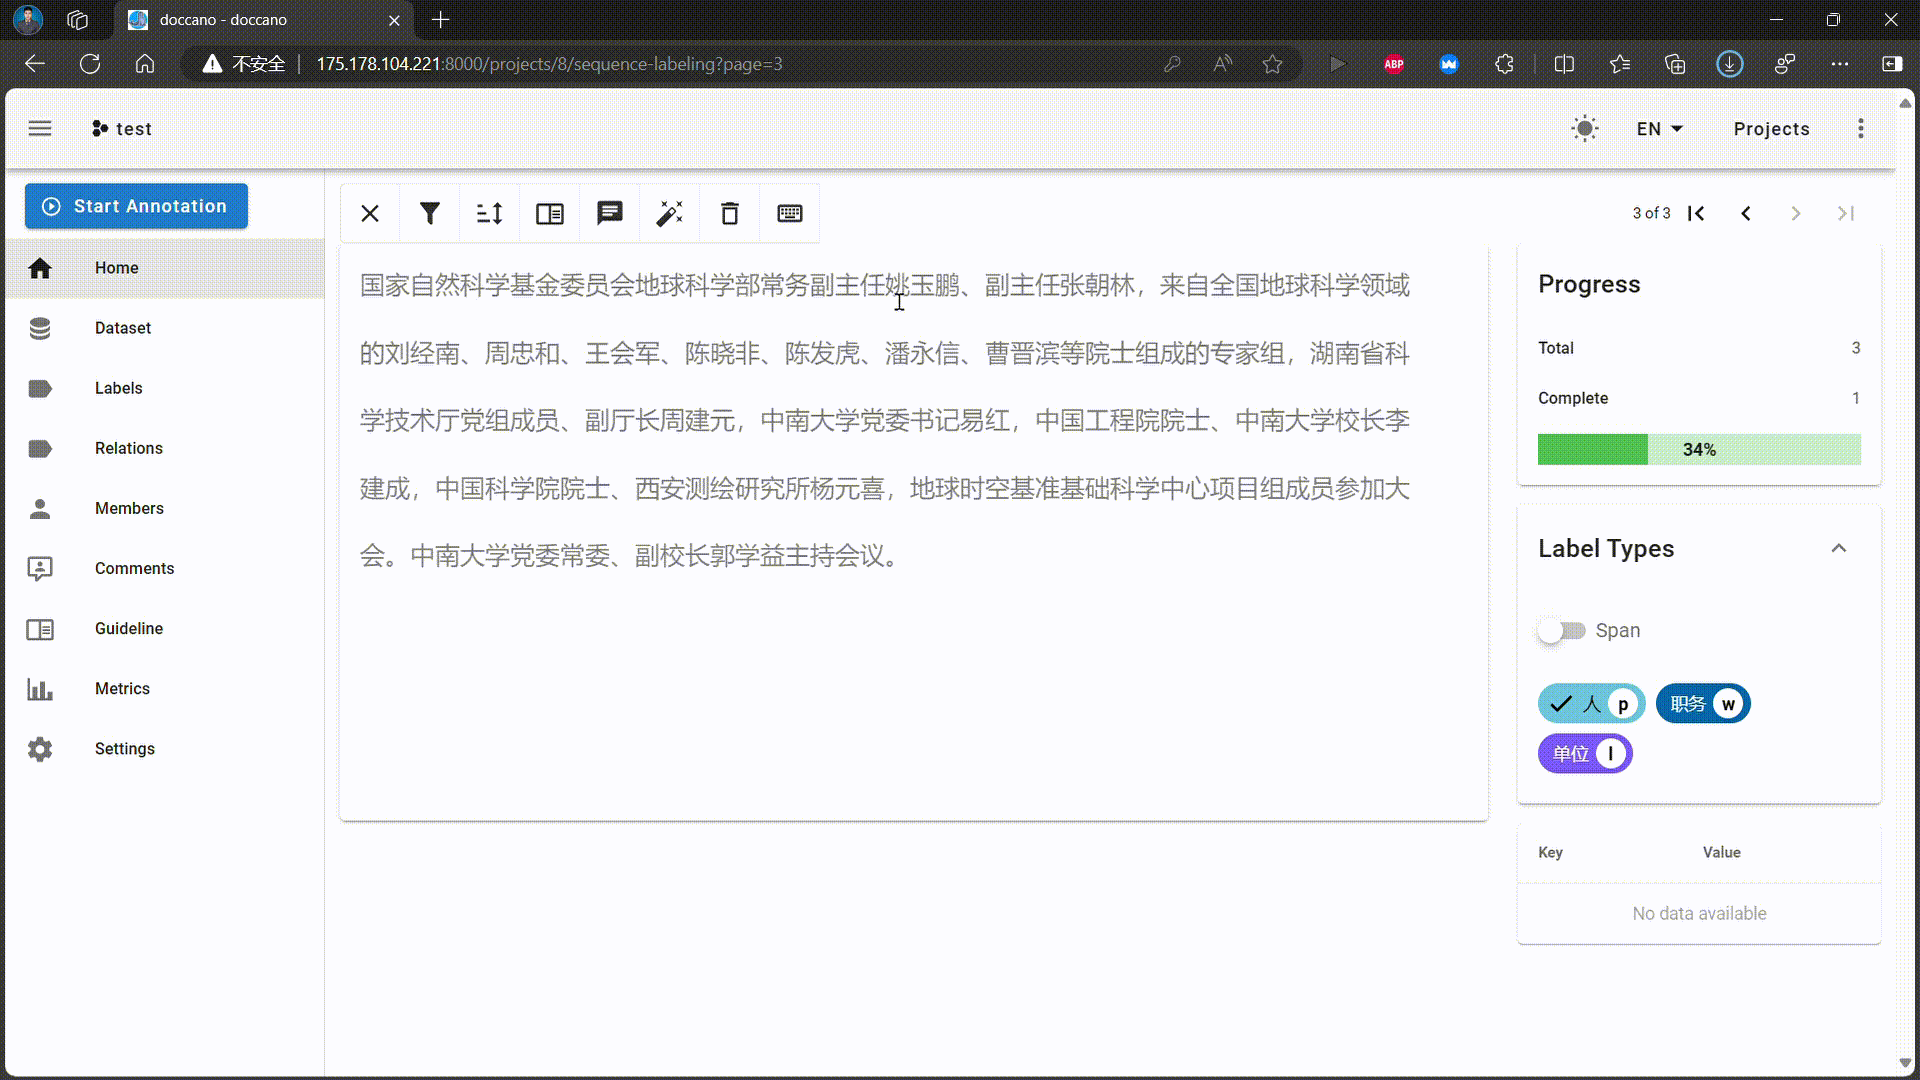 doccano - doccano
不安全
175.178.104.221:8000/projects/8/sequence-labeling?page=3
ABP
test
EN
Projects
Start Annotation
Home
Dataset
Labels
Relations
Members
Comments
Guideline
Metrics
Settings
3 of 3
国家自然科学基金委员会地球科学部常务副主任姚玉鹏、副主任张朝林，来自全国地球科学领域
的刘经南、周忠和、王会军、陈晓非、陈发虎、潘永信、曹晋滨等院士组成的专家组，湖南省科
学技术厅党组成员、副厅长周建元，中南大学党委书记易红，中国工程院院士、中南大学校长李
建成，中国科学院院士、西安测绘研究所杨元喜，地球时空基准基础科学中心项目组成员参加大
会。中南大学党委常委、副校长郭学益主持会议。
Progress
Total 3
Complete 1
34%
Label Types
Span
人 p 职务 w
单位 l
Key Value
No data available